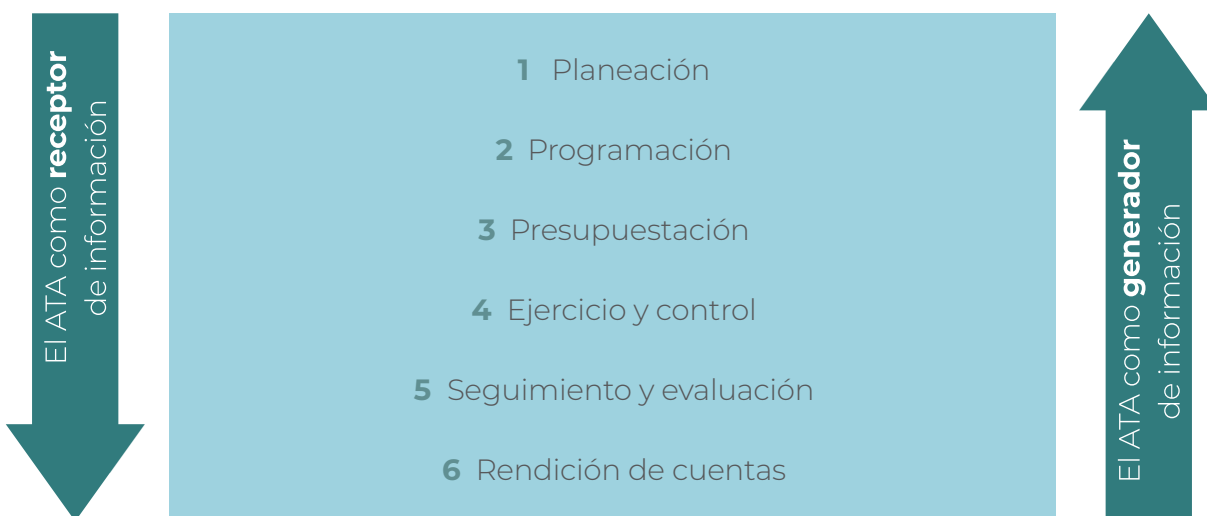 El ATA como receptor
de información
1 Planeación
2 Programación
3 Presupuestación
4 Ejercicio y control
5 Seguimiento y evaluación
6 Rendición de cuentas
El ATA como generador
de información